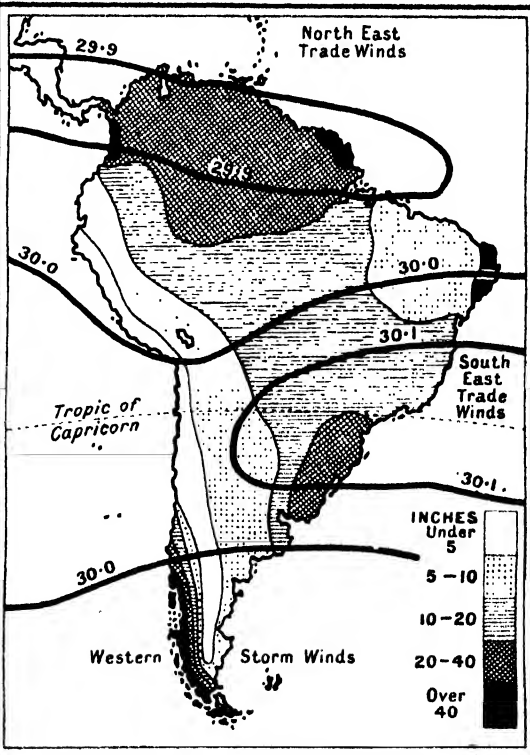 North East
Trade Winds
29·9
29·9
30·0
30·0
30·1
South
East
Trade
Winds
Tropic of
Capricorn
30·1
30·0
INCHES
Under
5
5–10
10–20
20–40
Over
40
Western Storm Winds